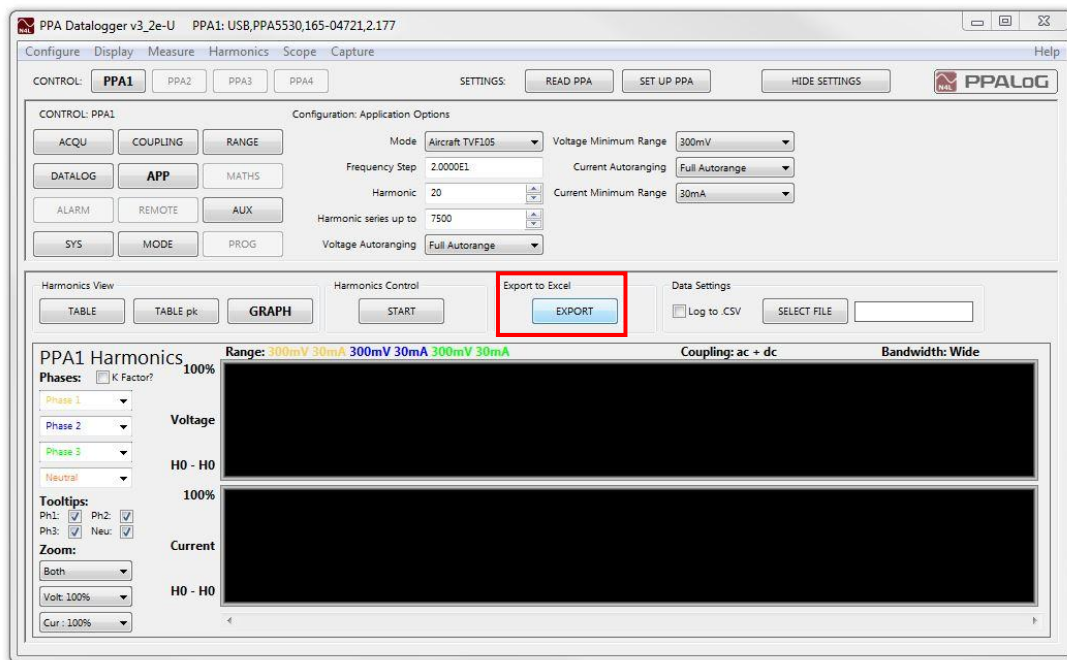 N4L PPA Datalogger v3_2e-U PPA1: USB,PPA5530,165-04721,2.177
Configure Display Measure Harmonics Scope Capture Help
CONTROL: PPA1 PPA2 PPA3 PPA4 SETTINGS: READ PPA SET UP PPA HIDE SETTINGS N4L PPALoG
CONTROL: PPA1 Configuration: Application Options
ACQU COUPLING RANGE Mode Aircraft TVF105 Voltage Minimum Range 300mV
Frequency Step 2.0000E1 Current Autoranging Full Autorange
DATALOG APP MATHS
Harmonic 20 Current Minimum Range 30mA
ALARM REMOTE AUX
Harmonic series up to 7500
SYS MODE PROG Voltage Autoranging Full Autorange
Harmonics View Harmonics Control Export to Excel Data Settings
TABLE TABLE pk GRAPH START EXPORT Log to .CSV SELECT FILE
PPA1 Harmonics Range: 300mV 30mA 300mV 30mA 300mV 30mA Coupling: ac + dc Bandwidth: Wide
100%
Phases: K Factor?
Phase 1
Voltage
Phase 2
Phase 3
H0 - H0
Neutral
100%
Tooltips:
Ph1: Ph2:
Ph3: Neu:
Current
Zoom:
Both
H0 - H0
Volt: 100%
Cur : 100%